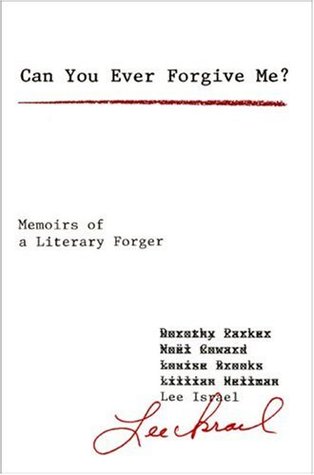 Can You Ever Forgive Me?
Memoirs of
a Literary Forger
Dorothy Parker
Noël Coward
Louise Brooks
Lillian Hellman
Lee Israel
Lee Israel